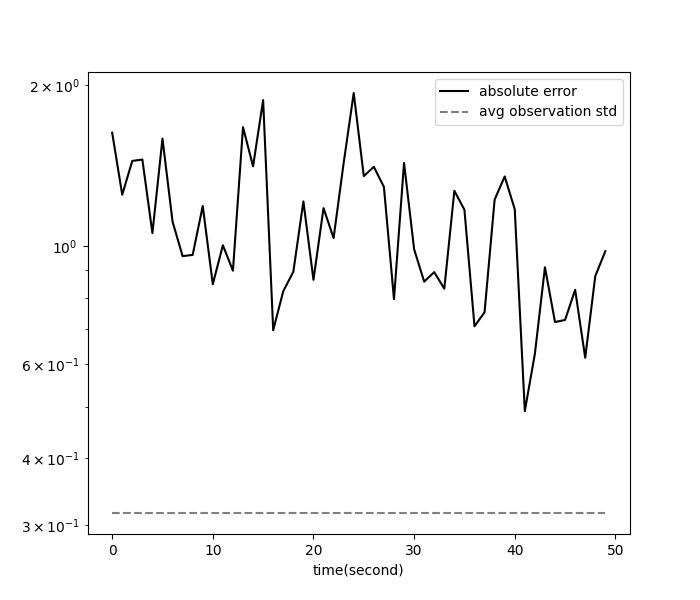 absolute error
avg observation std
2 × 10⁰
10⁰
6 × 10⁻¹
4 × 10⁻¹
3 × 10⁻¹
0 10 20 30 40 50
time(second)